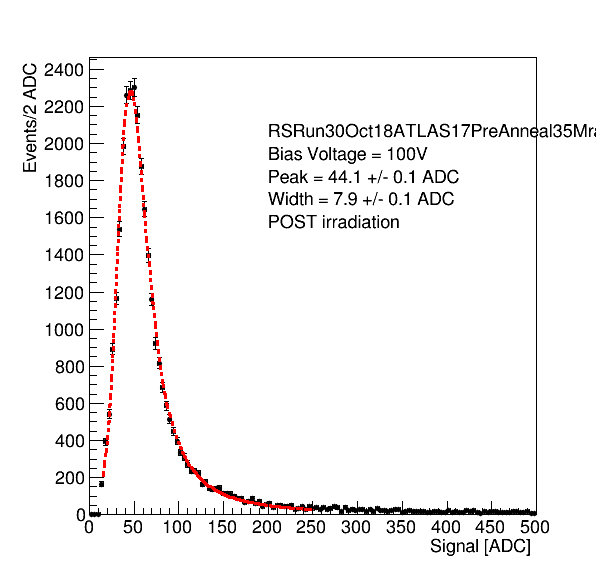 2400
2200
2000
1800
1600
1400
1200
1000
800
600
400
200
0
Events/2 ADC
RSRun30Oct18ATLAS17PreAnneal35Mra
Bias Voltage = 100V
Peak = 44.1 +/- 0.1 ADC
Width = 7.9 +/- 0.1 ADC
POST irradiation
0 50 100 150 200 250 300 350 400 450 500
Signal [ADC]